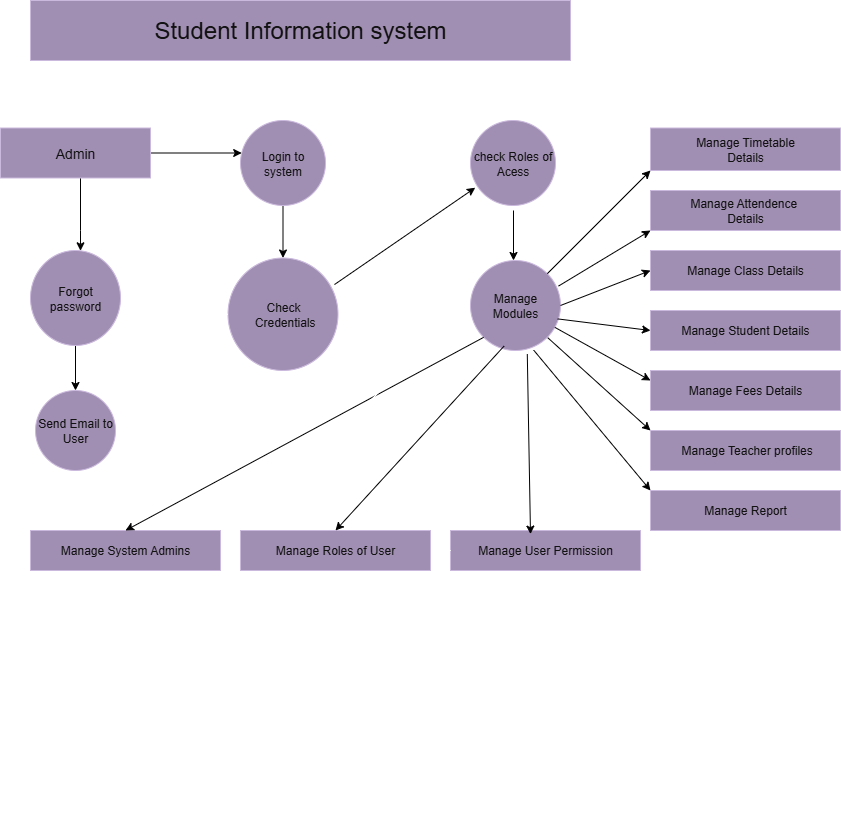 Student Information system
Admin
Login to
system
check Roles of
Acess
Manage Timetable
Details
Manage Attendence
Details
Manage Class Details
Forgot
password
Check
Credentials
Manage
Modules
Manage Student Details
Manage Fees Details
Send Email to
User
Manage Teacher profiles
Manage Report
Manage System Admins
Manage Roles of User
Manage User Permission